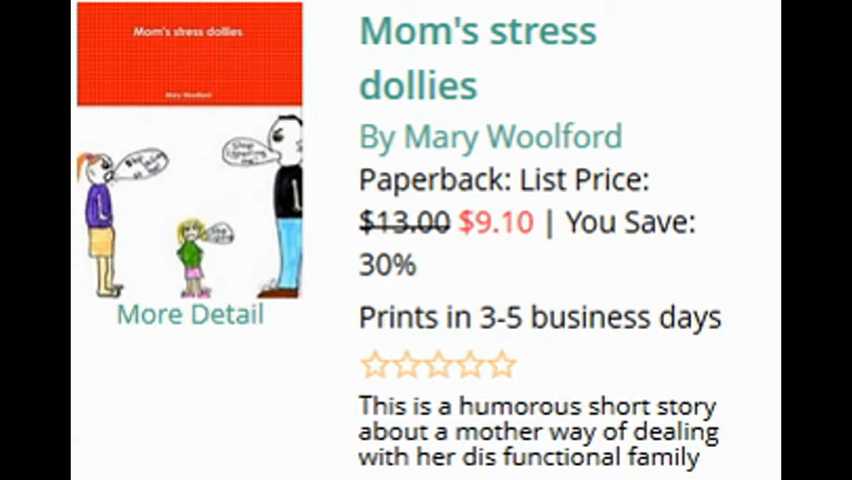 Mom's stress dollies
Mary Woolford
More Detail
Mom's stress
dollies
By Mary Woolford
Paperback: List Price:
$13.00 $9.10 | You Save:
30%
Prints in 3-5 business days
This is a humorous short story
about a mother way of dealing
with her dis functional family